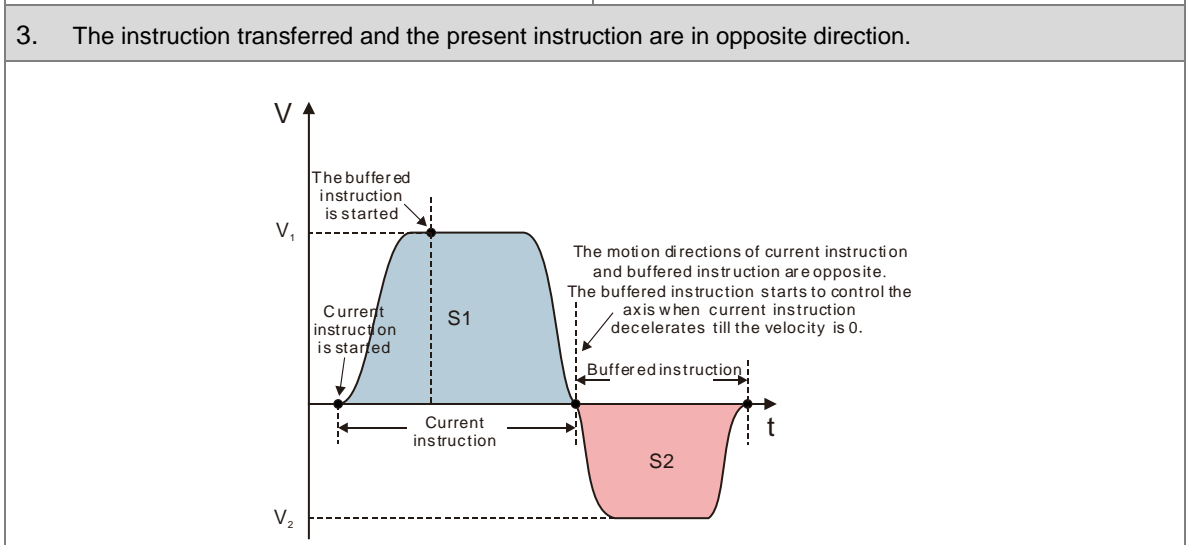 3. The instruction transferred and the present instruction are in opposite direction.
V
The buffered
instruction
is started
V1
The motion directions of current instruction
and buffered instruction are opposite.
The buffered instruction starts to control the
axis when current instruction
decelerates till the velocity is 0.
Current
instruction
is started
S1
Buffered instruction
Current
instruction
t
S2
V2